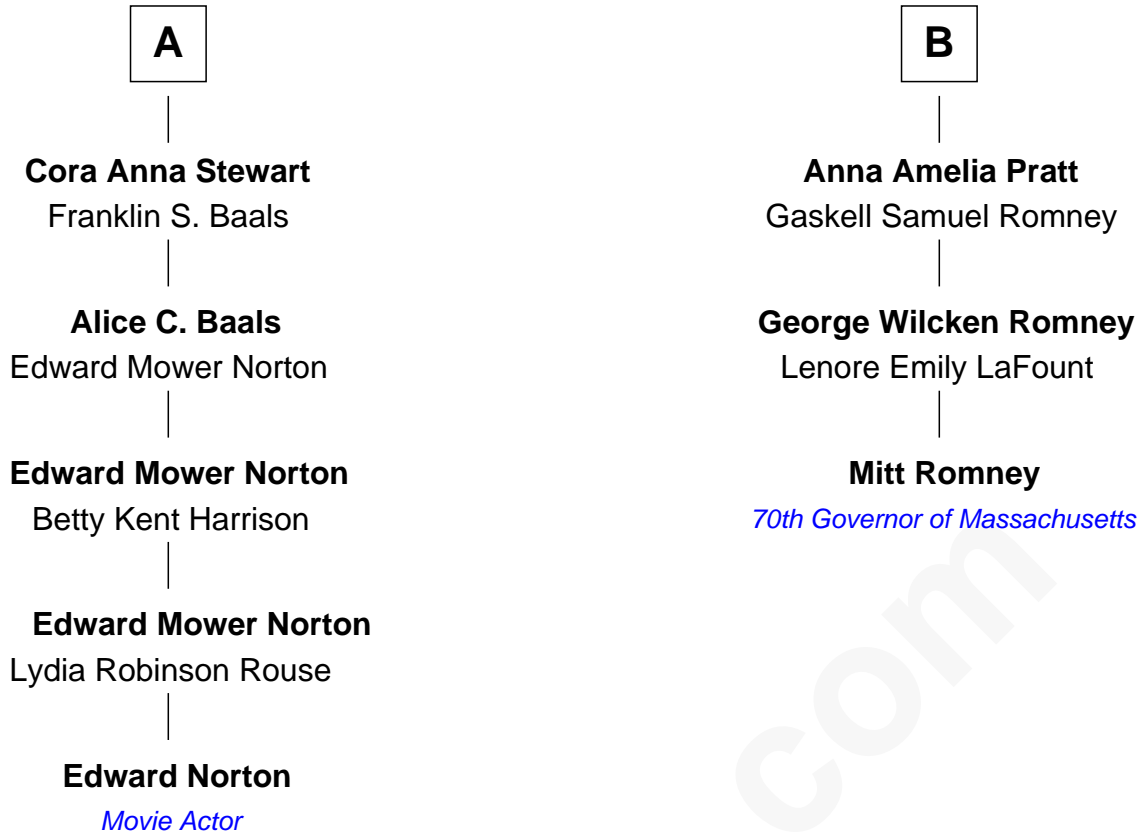 A
Cora Anna Stewart
Franklin S. Baals
Alice C. Baals
Edward Mower Norton
Edward Mower Norton
Betty Kent Harrison
Edward Mower Norton
Lydia Robinson Rouse
Edward Norton
Movie Actor
B
Anna Amelia Pratt
Gaskell Samuel Romney
George Wilcken Romney
Lenore Emily LaFount
Mitt Romney
70th Governor of Massachusetts
com